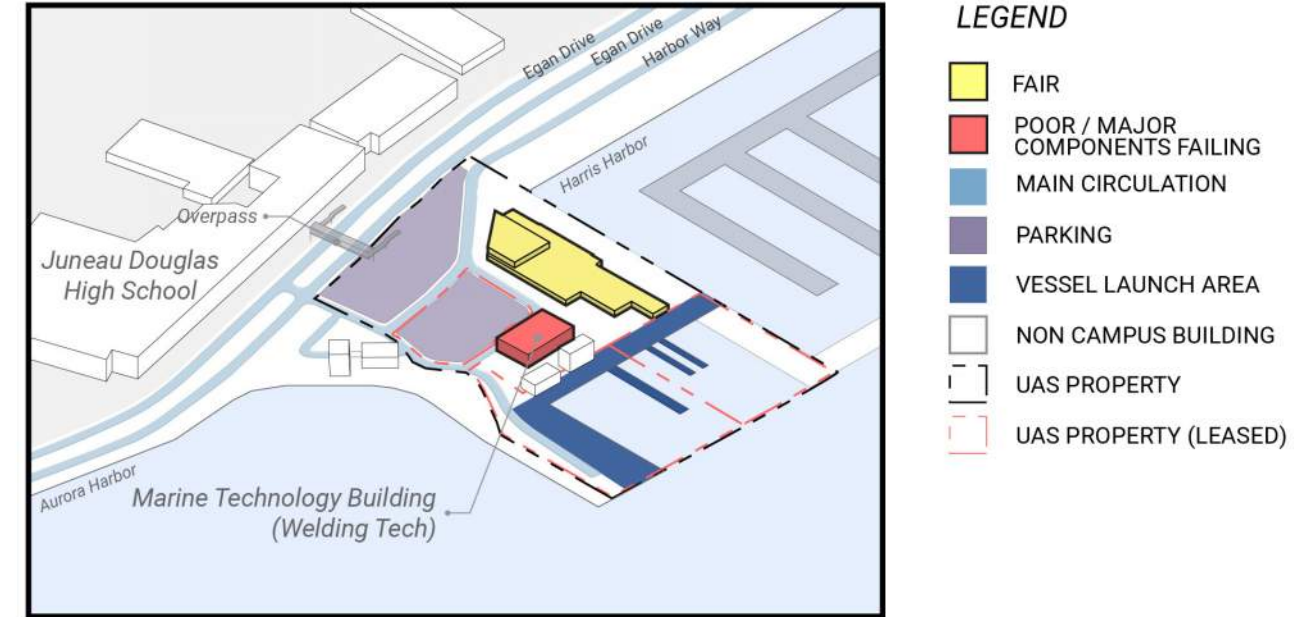 Egan Drive
Egan Drive
Harbor Way
Harris Harbor
Overpass
Juneau Douglas
High School
Aurora Harbor
Marine Technology Building
(Welding Tech)
LEGEND
FAIR
POOR / MAJOR
COMPONENTS FAILING
MAIN CIRCULATION
PARKING
VESSEL LAUNCH AREA
NON CAMPUS BUILDING
UAS PROPERTY
UAS PROPERTY (LEASED)